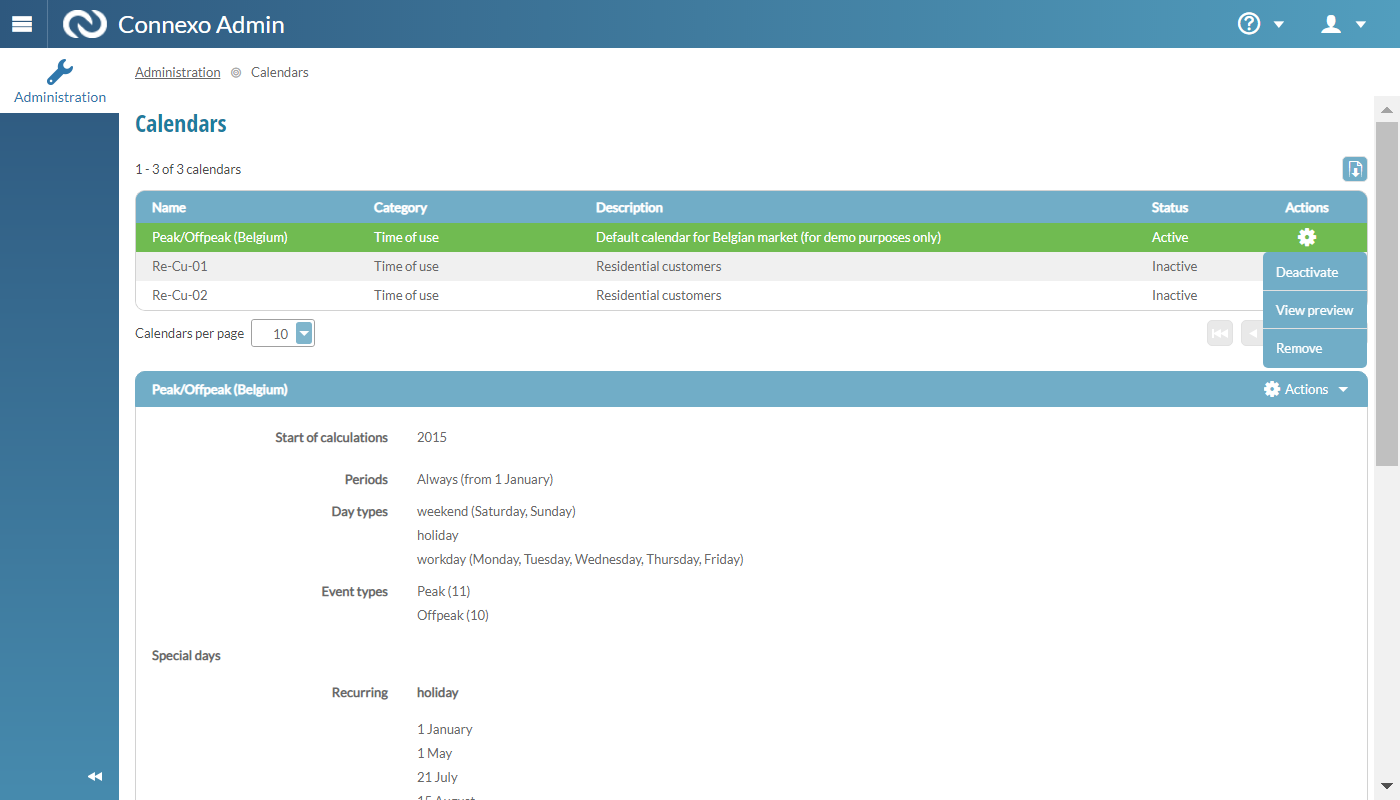 Connexo Admin
Administration
Administration Calendars
Calendars
1 - 3 of 3 calendars
Name Category Description Status Actions
Peak/Offpeak (Belgium) Time of use Default calendar for Belgian market (for demo purposes only) Active
Re-Cu-01 Time of use Residential customers Inactive
Re-Cu-02 Time of use Residential customers Inactive
Deactivate
View preview
Remove
Calendars per page 10
Peak/Offpeak (Belgium) Actions
Start of calculations 2015
Periods Always (from 1 January)
Day types weekend (Saturday, Sunday)
holiday
workday (Monday, Tuesday, Wednesday, Thursday, Friday)
Event types Peak (11)
Offpeak (10)
Special days
Recurring holiday
1 January
1 May
21 July
15 August